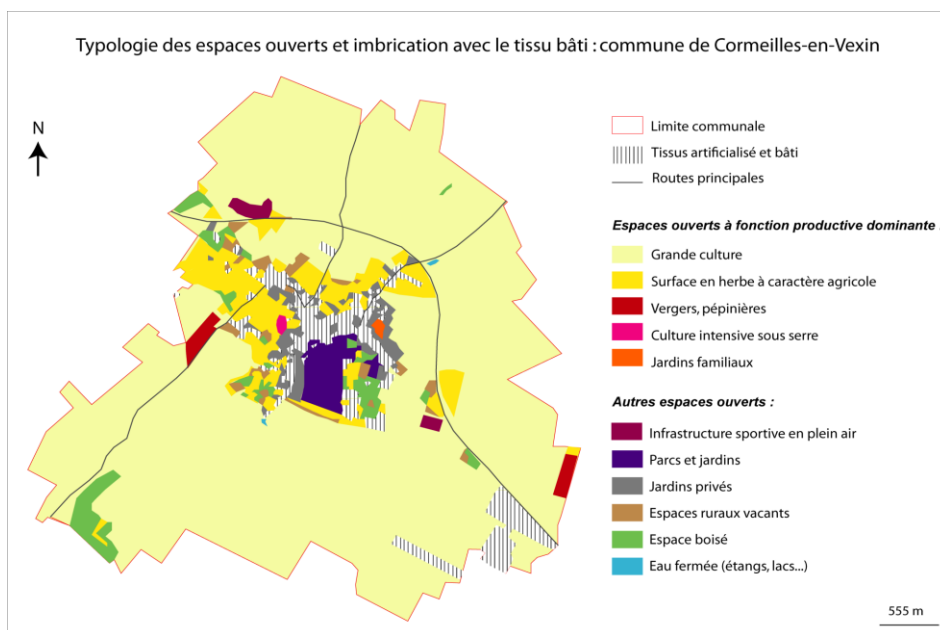 Typologie des espaces ouverts et imbrication avec le tissu bâti : commune de Cormeilles-en-Vexin
N
Limite communale
Tissus artificialisé et bâti
Routes principales
Espaces ouverts à fonction productive dominante :
Grande culture
Surface en herbe à caractère agricole
Vergers, pépinières
Culture intensive sous serre
Jardins familiaux
Autres espaces ouverts :
Infrastructure sportive en plein air
Parcs et jardins
Jardins privés
Espaces ruraux vacants
Espace boisé
Eau fermée (étangs, lacs...)
555 m